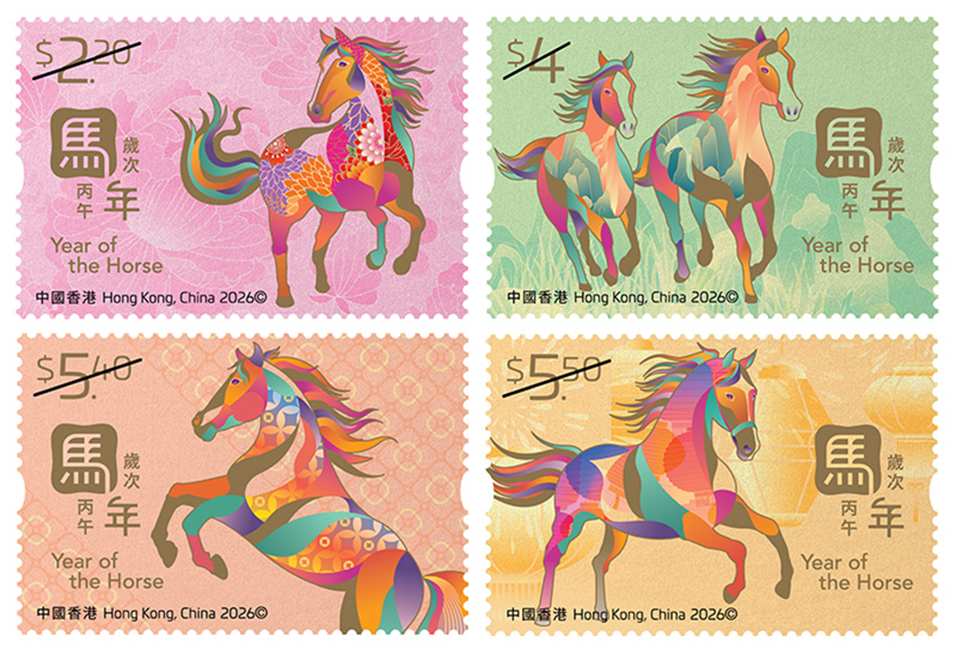 $2.20
馬
歲次
丙午
年
Year of
the Horse
中國香港 Hong Kong, China 2026©
$4
馬
歲次
丙午
年
Year of
the Horse
中國香港 Hong Kong, China 2026©
$5.40
馬
歲次
丙午
年
Year of
the Horse
中國香港 Hong Kong, China 2026©
$5.50
馬
歲次
丙午
年
Year of
the Horse
中國香港 Hong Kong, China 2026©